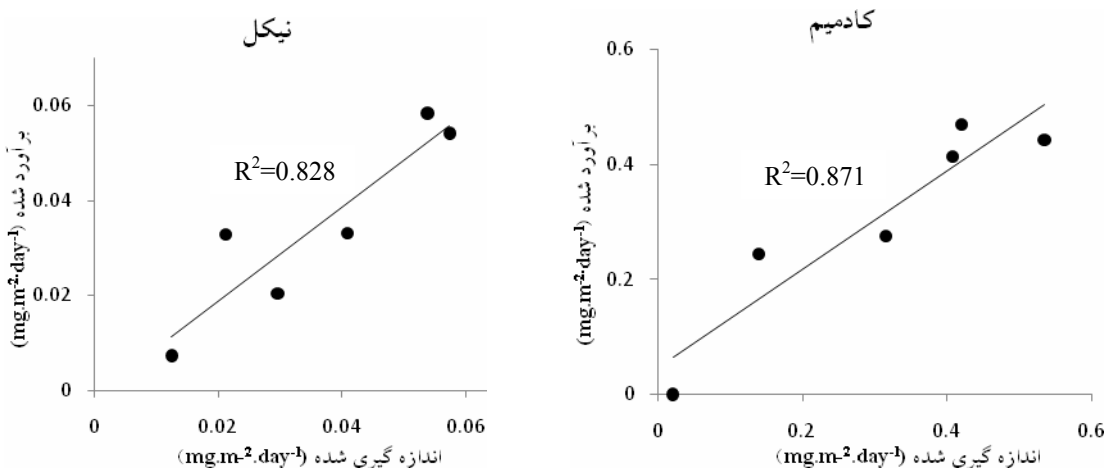 نیکل
برآورد شده (mg.m-2.day-1)
0.06
0.04
0.02
0
R2=0.828
0
0.02
0.04
0.06
اندازه گیری شده (mg.m-2.day-1)
کادمیم
برآورد شده (mg.m-2.day-1)
0.6
0.4
0.2
0
R2=0.871
0
0.2
0.4
0.6
اندازه گیری شده (mg.m-2.day-1)